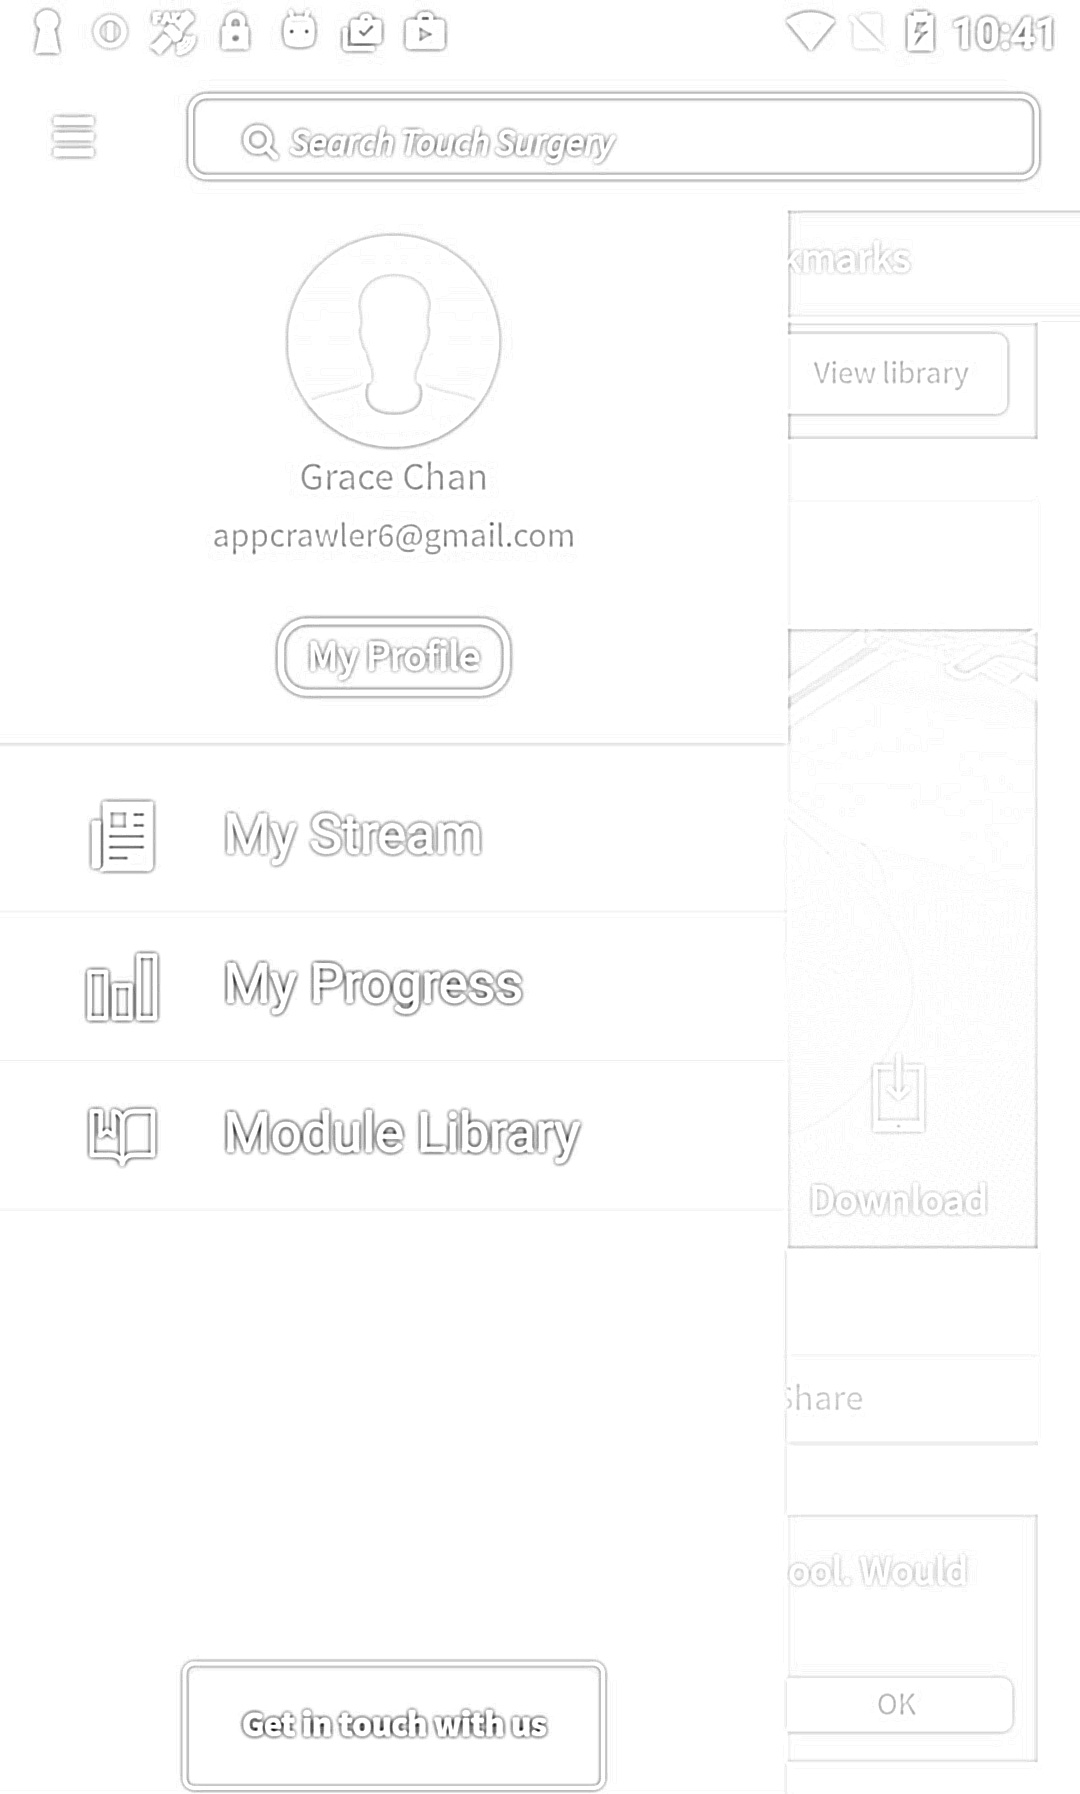 10:41
Search Touch Surgery
kmarks
View library
Grace Chan
appcrawler6@gmail.com
My Profile
My Stream
My Progress
Module Library
Download
Share
ool. Would
OK
Get in touch with us